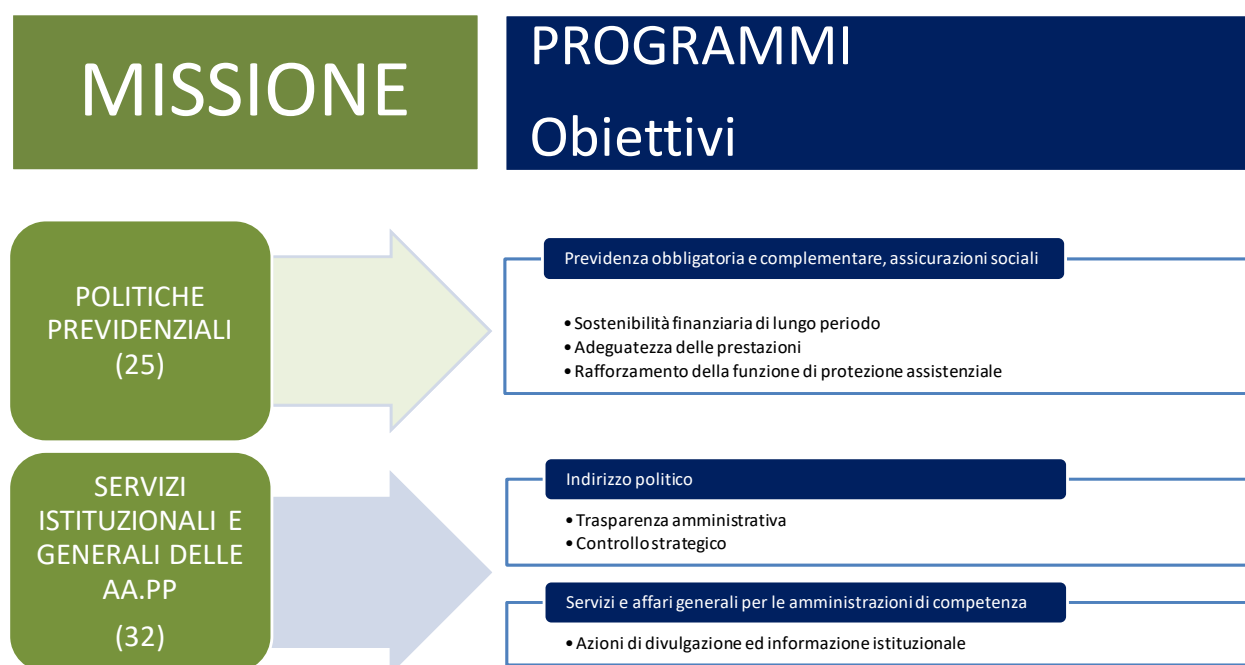 MISSIONE
PROGRAMMI
Obiettivi
POLITICHE
PREVIDENZIALI
(25)
Previdenza obbligatoria e complementare, assicurazioni sociali
• Sostenibilità finanziaria di lungo periodo
• Adeguatezza delle prestazioni
• Rafforzamento della funzione di protezione assistenziale
SERVIZI
ISTITUZIONALI E
GENERALI DELLE
AA.PP
(32)
Indirizzo politico
• Trasparenza amministrativa
• Controllo strategico
Servizi e affari generali per le amministrazioni di competenza
• Azioni di divulgazione ed informazione istituzionale